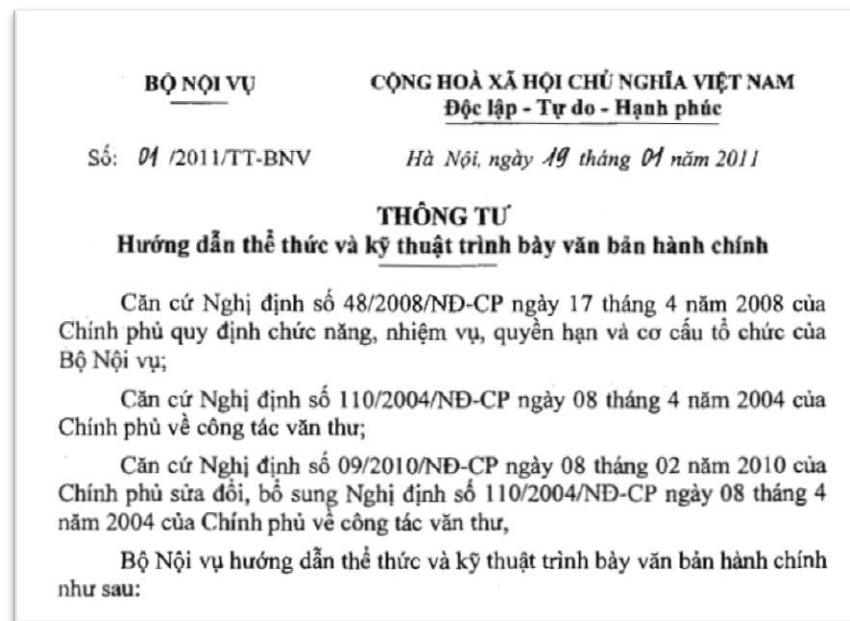 BỘ NỘI VỤ
CỘNG HOÀ XÃ HỘI CHỦ NGHĨA VIỆT NAM
Độc lập - Tự do - Hạnh phúc
Số: 01 /2011/TT-BNV
Hà Nội, ngày 19 tháng 01 năm 2011
THÔNG TƯ
Hướng dẫn thể thức và kỹ thuật trình bày văn bản hành chính
Căn cứ Nghị định số 48/2008/NĐ-CP ngày 17 tháng 4 năm 2008 của
Chính phủ quy định chức năng, nhiệm vụ, quyền hạn và cơ cấu tổ chức của
Bộ Nội vụ;
Căn cứ Nghị định số 110/2004/NĐ-CP ngày 08 tháng 4 năm 2004 của
Chính phủ về công tác văn thư;
Căn cứ Nghị định số 09/2010/NĐ-CP ngày 08 tháng 02 năm 2010 của
Chính phủ sửa đổi, bổ sung Nghị định số 110/2004/NĐ-CP ngày 08 tháng 4
năm 2004 của Chính phủ về công tác văn thư,
Bộ Nội vụ hướng dẫn thể thức và kỹ thuật trình bày văn bản hành chính
như sau: